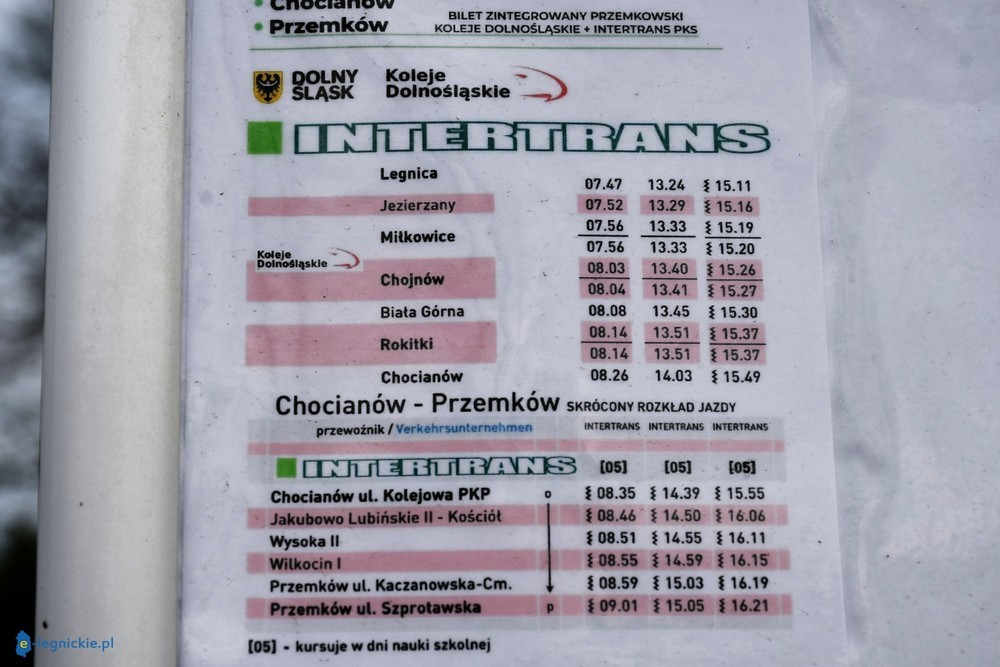 • Chocianów
• Przemków
BILET ZINTEGROWANY PRZEMKOWSKI
KOLEJE DOLNOŚLĄSKIE + INTERTRANS PKS
DOLNY
ŚLĄSK
Koleje
Dolnośląskie
INTERTRANS
Legnica 07.47 13.24 ⸾ 15.11
Jezierzany 07.52 13.29 ⸾ 15.16
Miłkowice 07.56 13.33 ⸾ 15.19
07.56 13.33 ⸾ 15.20
Koleje
Dolnośląskie
Chojnów 08.03 13.40 ⸾ 15.26
08.04 13.41 ⸾ 15.27
Biała Górna 08.08 13.45 ⸾ 15.30
Rokitki 08.14 13.51 ⸾ 15.37
08.14 13.51 ⸾ 15.37
Chocianów 08.26 14.03 ⸾ 15.49
Chocianów - Przemków SKRÓCONY ROZKŁAD JAZDY
przewoźnik / Verkehrsunternehmen INTERTRANS INTERTRANS INTERTRANS
INTERTRANS [05] [05] [05]
Chocianów ul. Kolejowa PKP o ⸾ 08.35 ⸾ 14.39 ⸾ 15.55
Jakubowo Lubińskie II - Kościół ⸾ 08.46 ⸾ 14.50 ⸾ 16.06
Wysoka II ⸾ 08.51 ⸾ 14.55 ⸾ 16.11
Wilkocin I ⸾ 08.55 ⸾ 14.59 ⸾ 16.15
Przemków ul. Kaczanowska-Cm. ⸾ 08.59 ⸾ 15.03 ⸾ 16.19
Przemków ul. Szprotawska p ⸾ 09.01 ⸾ 15.05 ⸾ 16.21
[05] - kursuje w dni nauki szkolnej
e-legnickie.pl